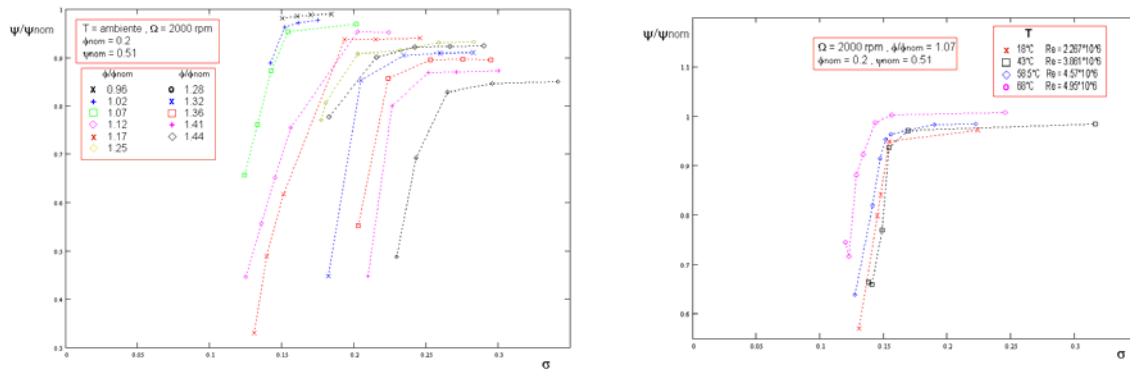 ψ/ψnom
T = ambiente , Ω = 2000 rpm
ϕnom = 0.2
ψnom = 0.51
ϕ/ϕnom ϕ/ϕnom
0.96 1.28
1.02 1.32
1.07 1.36
1.12 1.41
1.17 1.44
1.25
0.9
0.8
0.7
0.6
0.5
0.4
0.3
0 0.05 0.1 0.15 0.2 0.25 0.3 0.35
σ
ψ/ψnom
Ω = 2000 rpm , ϕ/ϕnom = 1.07
ϕnom = 0.2 , ψnom = 0.51
T
18°C Re = 2.267*10^6
43°C Re = 3.861*10^6
58.5°C Re = 4.57*10^6
68°C Re = 4.95*10^6
1.1
1
0.9
0.8
0.7
0.6
0 0.05 0.1 0.15 0.2 0.25 0.3 0.35
σ